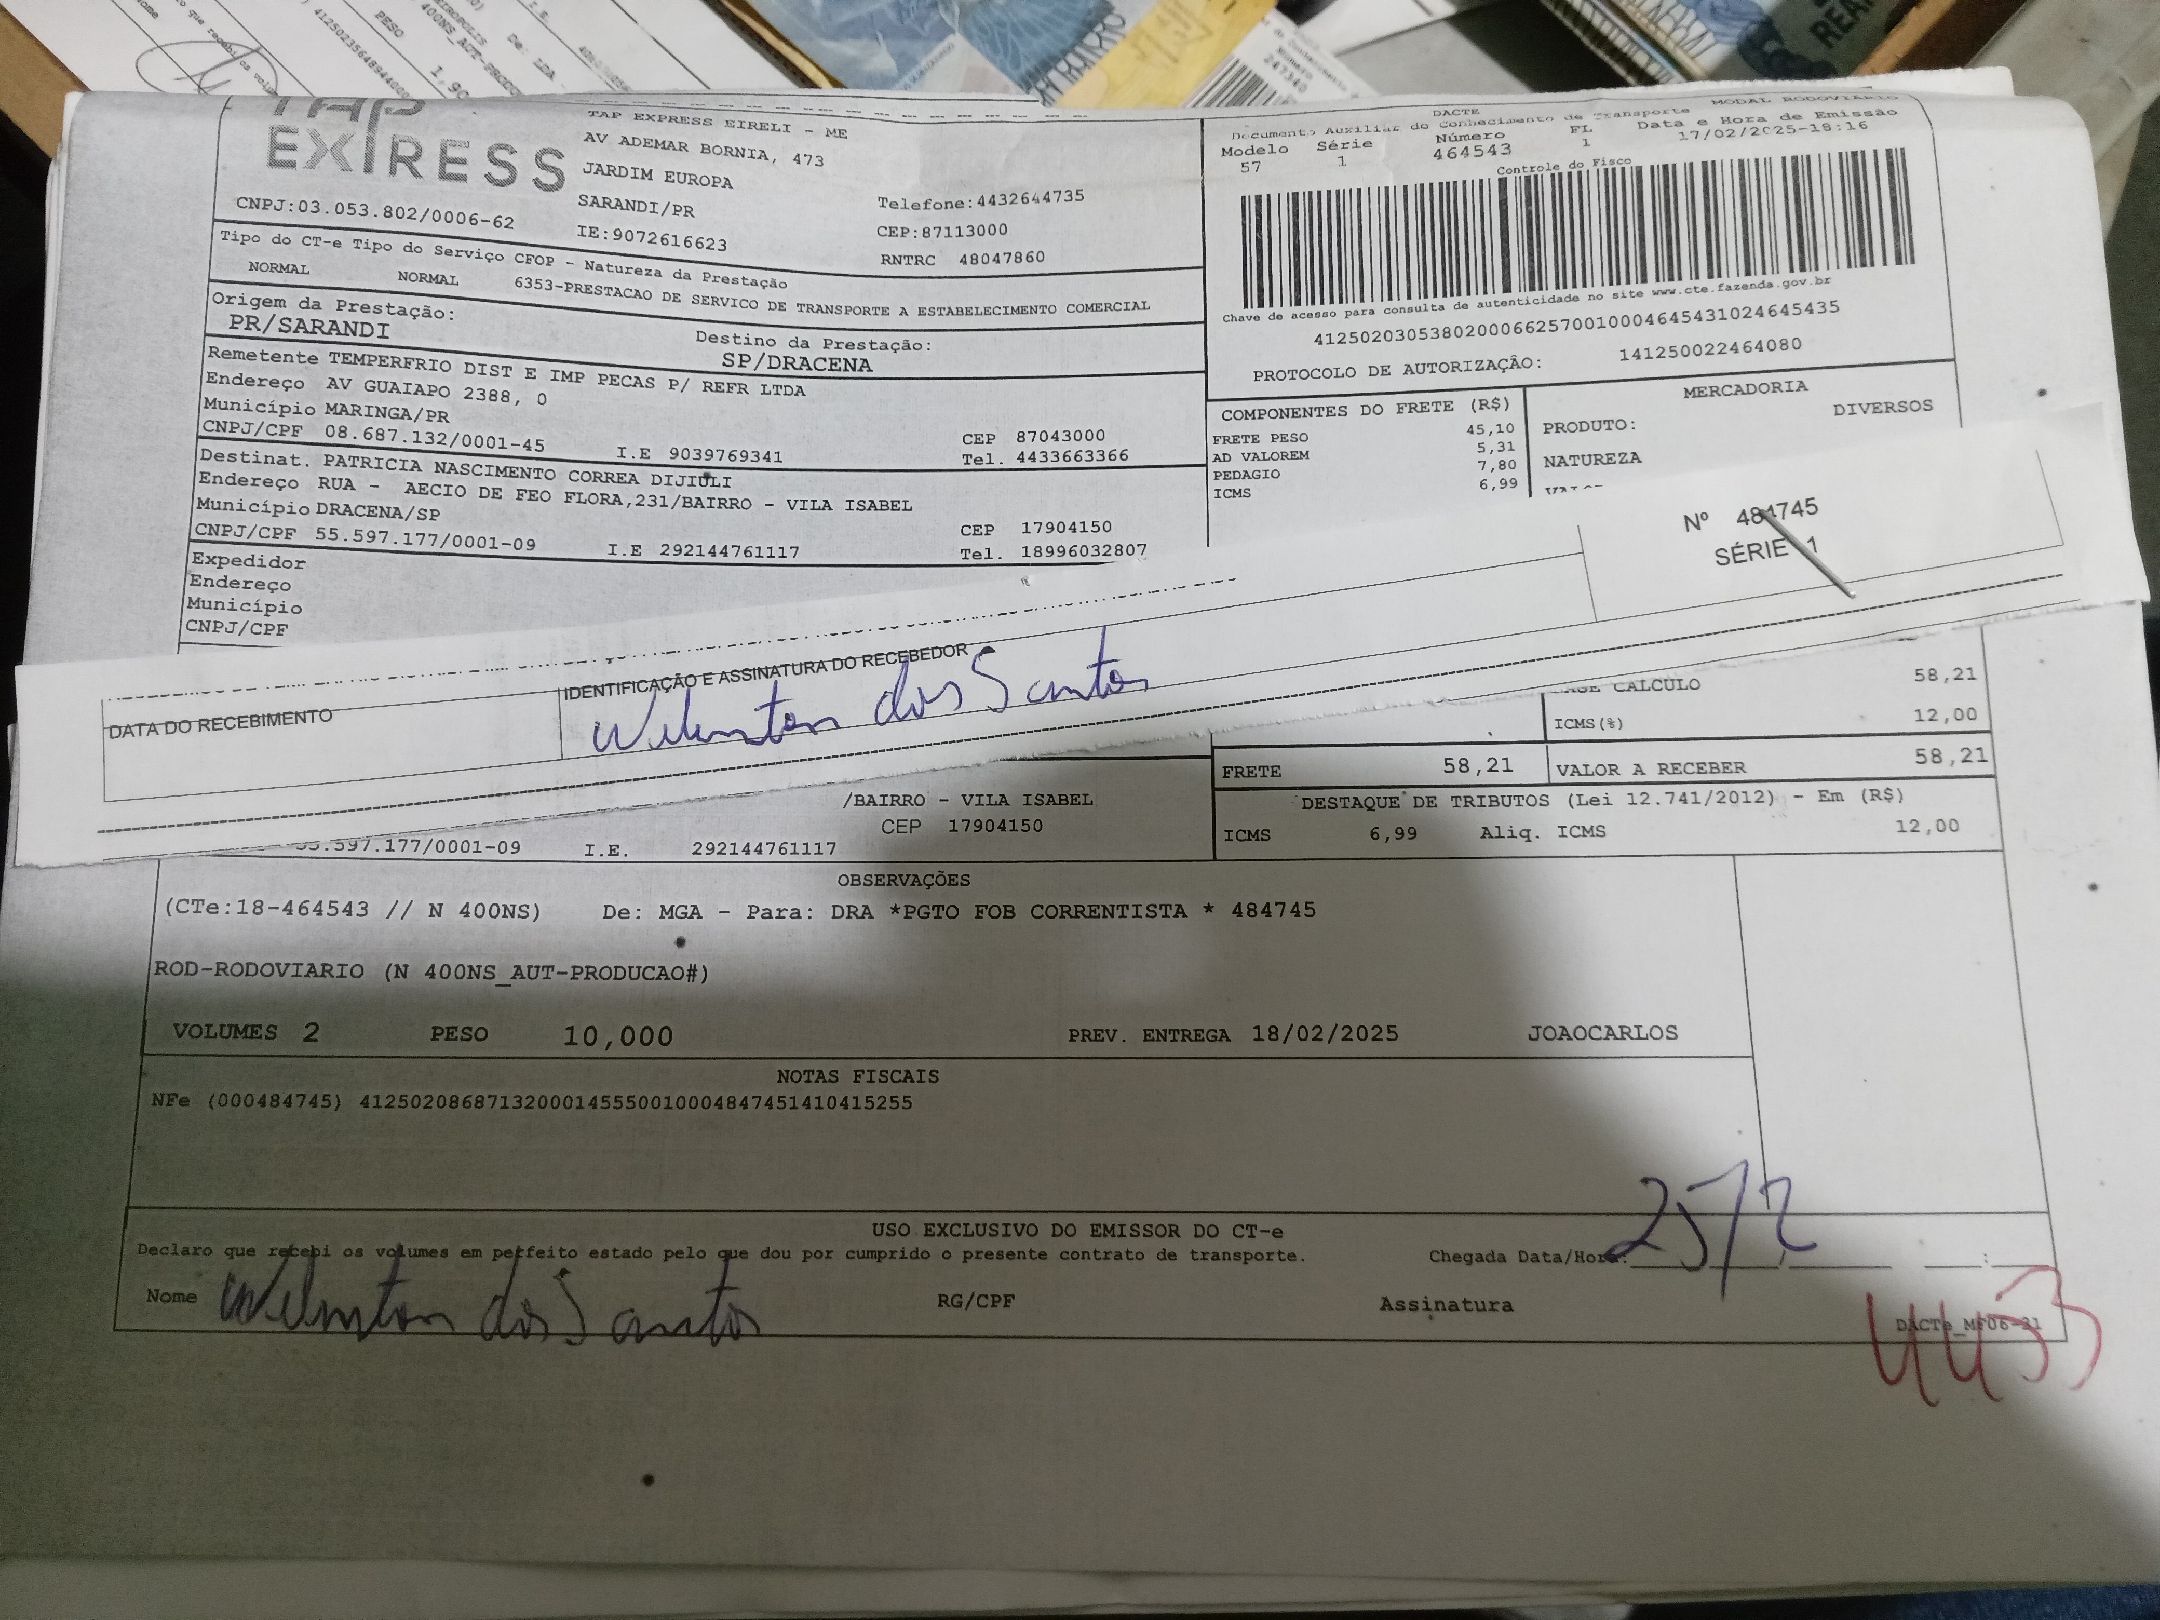 TAP
EXPRESS
TAP EXPRESS EIRELI - ME
AV ADEMAR BORNIA, 473
JARDIM EUROPA
SARANDI/PR
Telefone:4432644735
CNPJ:03.053.802/0006-62
IE:9072616623
CEP:87113000
RNTRC 48047860
Tipo do CT-e Tipo do Serviço CFOP - Natureza da Prestação
NORMAL NORMAL 6353-PRESTACAO DE SERVICO DE TRANSPORTE A ESTABELECIMENTO COMERCIAL
Origem da Prestação:
PR/SARANDI
Destino da Prestação:
SP/DRACENA
Remetente TEMPERFRIO DIST E IMP PECAS P/ REFR LTDA
Endereço AV GUAIAPO 2388, 0
Município MARINGA/PR
CEP 87043000
CNPJ/CPF 08.687.132/0001-45 I.E 9039769341 Tel. 4433663366
Destinat. PATRICIA NASCIMENTO CORREA DIJIULI
Endereço RUA - AECIO DE FEO FLORA,231/BAIRRO - VILA ISABEL
Município DRACENA/SP
CEP 17904150
CNPJ/CPF 55.597.177/0001-09 I.E 292144761117 Tel. 18996032807
Expedidor
Endereço
Município
CNPJ/CPF
DACTE
MODAL RODOVIARIO
Documento Auxiliar do Conhecimento de Transporte
Modelo Série Número FL Data e Hora de Emissão
57 1 464543 1 17/02/2025-18:16
Controle do Fisco
Chave de acesso para consulta de autenticidade no site www.cte.fazenda.gov.br
41250203053802000662570010004645431024645435
PROTOCOLO DE AUTORIZAÇÃO: 141250022464080
COMPONENTES DO FRETE (R$)
FRETE PESO 45,10
AD VALOREM 5,31
PEDAGIO 7,80
ICMS 6,99
MERCADORIA
PRODUTO: DIVERSOS
NATUREZA
Nº 484745
SÉRIE 1
DATA DO RECEBIMENTO
IDENTIFICAÇÃO E ASSINATURA DO RECEBEDOR
Welinton dos Santos
CALCULO 58,21
ICMS(%) 12,00
FRETE 58,21 VALOR A RECEBER 58,21
DESTAQUE DE TRIBUTOS (Lei 12.741/2012) - Em (R$)
ICMS 6,99 Aliq. ICMS 12,00
/BAIRRO - VILA ISABEL
CEP 17904150
55.597.177/0001-09 I.E. 292144761117
OBSERVAÇÕES
(CTe:18-464543 // N 400NS) De: MGA - Para: DRA *PGTO FOB CORRENTISTA * 484745
ROD-RODOVIARIO (N 400NS_AUT-PRODUCAO#)
VOLUMES 2 PESO 10,000 PREV. ENTREGA 18/02/2025 JOAOCARLOS
NOTAS FISCAIS
NFe (000484745) 41250208687132000145550010004847451410415255
USO EXCLUSIVO DO EMISSOR DO CT-e
Declaro que recebi os volumes em perfeito estado pelo que dou por cumprido o presente contrato de transporte.
Chegada Data/Hora: 25/2
Nome Welinton dos Santos RG/CPF Assinatura
DACTe_MF06-21
4453